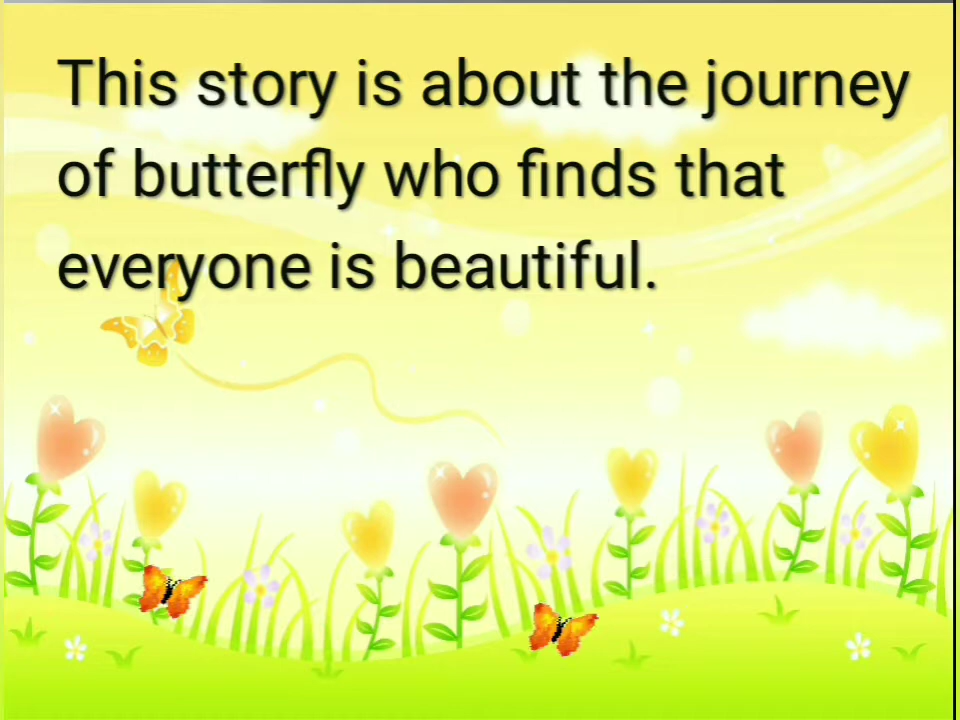 This story is about the journey
of butterfly who finds that
everyone is beautiful.